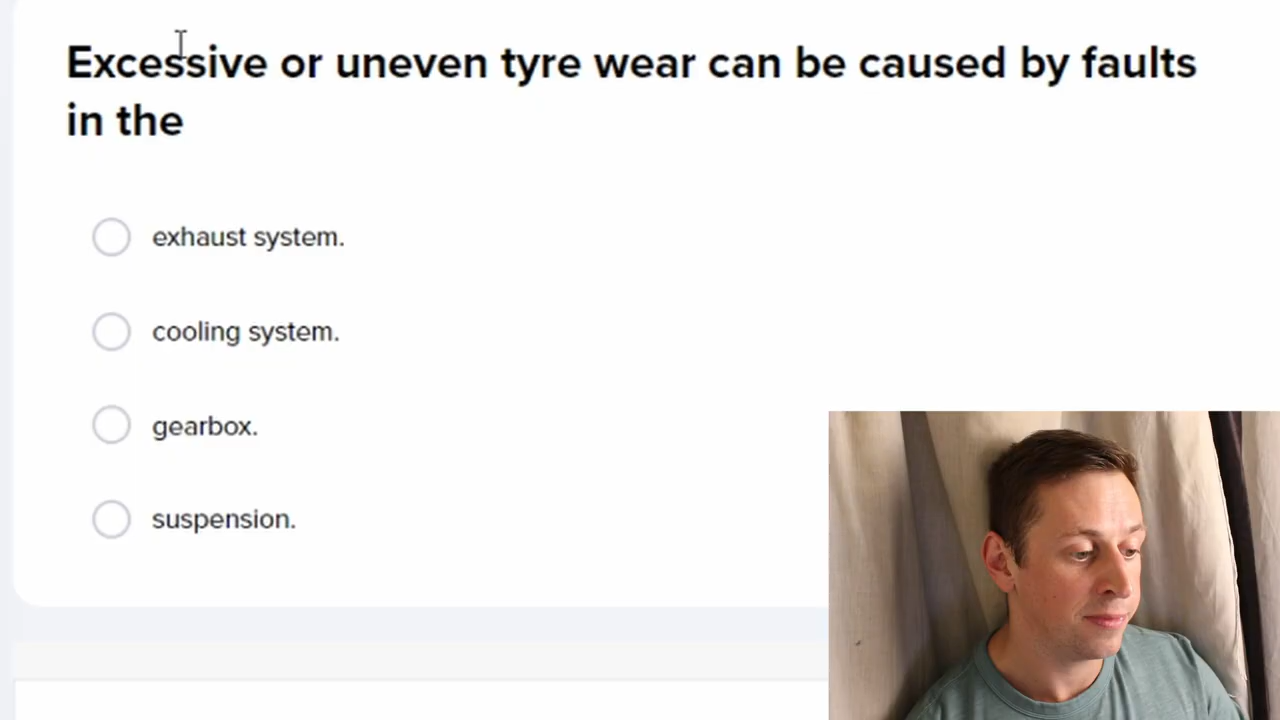 Excessive or uneven tyre wear can be caused by faults
in the
exhaust system.
cooling system.
gearbox.
suspension.